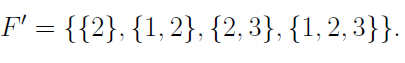 F′ = {{2}, {1, 2}, {2, 3}, {1, 2, 3}}.